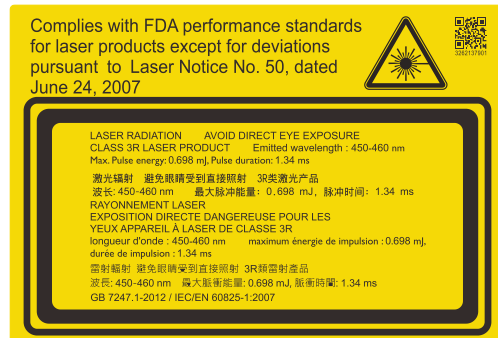 Complies with FDA performance standards
for laser products except for deviations
pursuant to Laser Notice No. 50, dated
June 24, 2007
3262137901
LASER RADIATION AVOID DIRECT EYE EXPOSURE
CLASS 3R LASER PRODUCT Emitted wavelength : 450-460 nm
Max. Pulse energy: 0.698 mJ, Pulse duration: 1.34 ms
激光辐射 避免眼睛受到直接照射 3R类激光产品
波长: 450-460 nm 最大脉冲能量: 0.698 mJ, 脉冲时间: 1.34 ms
RAYONNEMENT LASER
EXPOSITION DIRECTE DANGEREUSE POUR LES
YEUX APPAREIL À LASER DE CLASSE 3R
longueur d'onde : 450-460 nm maximum énergie de impulsion : 0.698 mJ,
durée de impulsion : 1.34 ms
雷射輻射 避免眼睛受到直接照射 3R類雷射產品
波長: 450-460 nm 最大脈衝能量: 0.698 mJ, 脈衝時間: 1.34 ms
GB 7247.1-2012 / IEC/EN 60825-1:2007